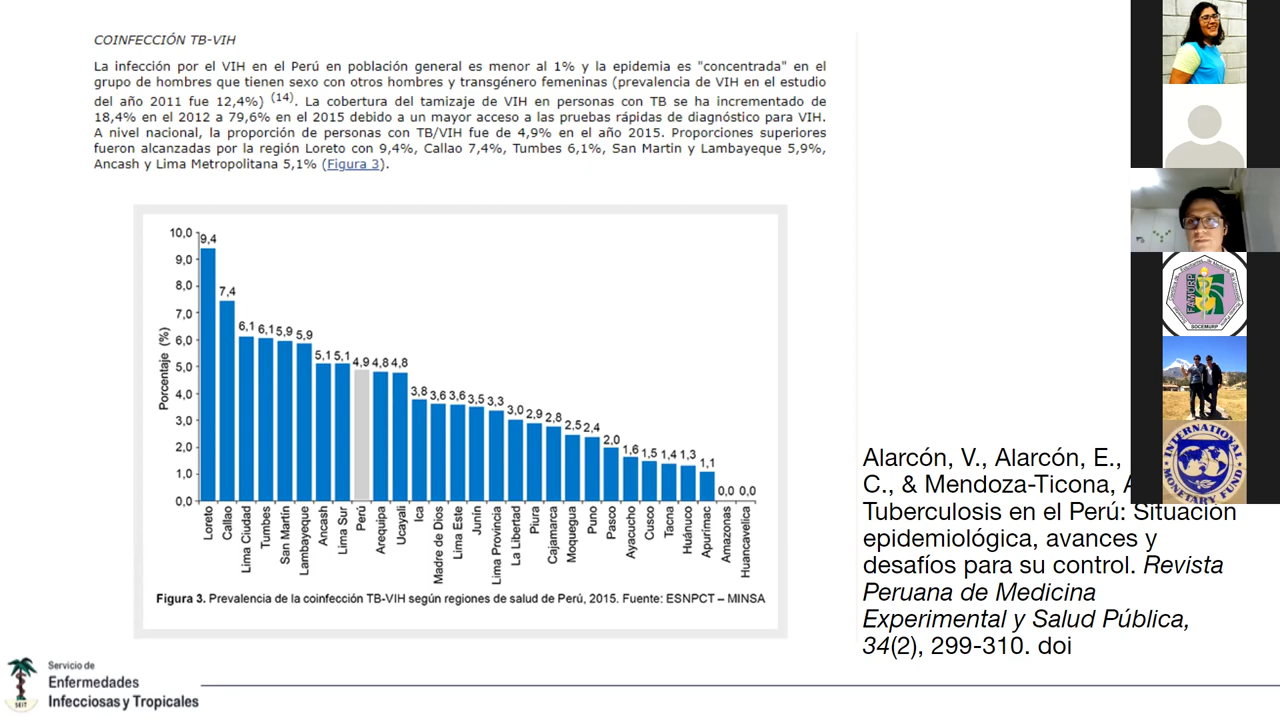 COINFECCIÓN TB-VIH
La infección por el VIH en el Perú en población general es menor al 1% y la epidemia es "concentrada" en el
grupo de hombres que tienen sexo con otros hombres y transgénero femeninas (prevalencia de VIH en el estudio
del año 2011 fue 12,4%) (14). La cobertura del tamizaje de VIH en personas con TB se ha incrementado de
18,4% en el 2012 a 79,6% en el 2015 debido a un mayor acceso a las pruebas rápidas de diagnóstico para VIH.
A nivel nacional, la proporción de personas con TB/VIH fue de 4,9% en el año 2015. Proporciones superiores
fueron alcanzadas por la región Loreto con 9,4%, Callao 7,4%, Tumbes 6,1%, San Martin y Lambayeque 5,9%,
Ancash y Lima Metropolitana 5,1% (Figura 3).
Porcentaje (%)
10,0
9,0
8,0
7,0
6,0
5,0
4,0
3,0
2,0
1,0
0,0
9,4
7,4
6,1
6,1
5,9
5,9
5,1
5,1
4,9
4,8
4,8
3,8
3,6
3,6
3,5
3,3
3,0
2,9
2,8
2,5
2,4
2,0
1,6
1,5
1,4
1,3
1,1
0,0
0,0
Loreto
Callao
Lima Ciudad
Tumbes
San Martín
Lambayeque
Ancash
Lima Sur
Perú
Arequipa
Ucayali
Ica
Madre de Dios
Lima Este
Junín
Lima Provincia
La Libertad
Piura
Cajamarca
Moquegua
Puno
Pasco
Ayacucho
Cusco
Tacna
Huánuco
Apurímac
Amazonas
Huancavelica
Figura 3. Prevalencia de la coinfección TB-VIH según regiones de salud de Perú, 2015. Fuente: ESNPCT – MINSA
Alarcón, V., Alarcón, E.,
C., & Mendoza-Ticona,
Tuberculosis en el Perú: Situación
epidemiológica, avances y
desafíos para su control. Revista
Peruana de Medicina
Experimental y Salud Pública,
34(2), 299-310. doi
FAMURP
SOCEMURP
INTERNATIONAL
MONETARY FUND
SEIT
Servicio de
Enfermedades
Infecciosas y Tropicales